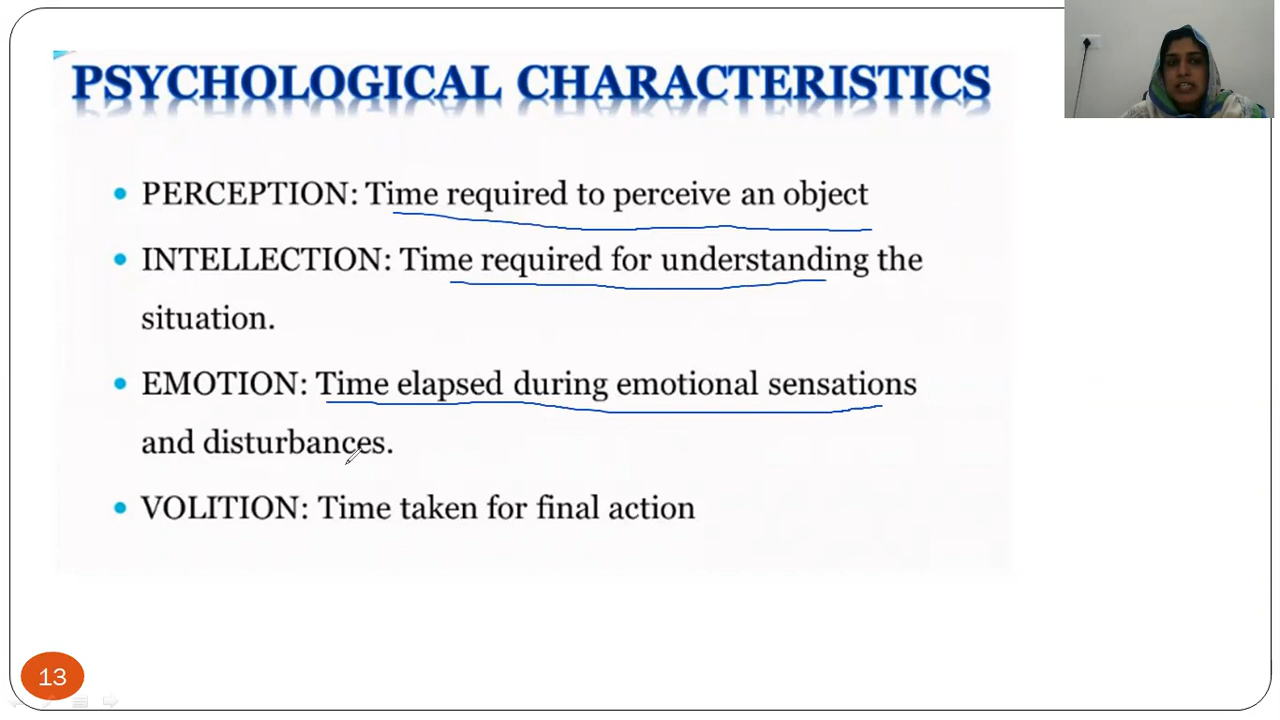 PSYCHOLOGICAL CHARACTERISTICS
• PERCEPTION: Time required to perceive an object
• INTELLECTION: Time required for understanding the
situation.
• EMOTION: Time elapsed during emotional sensations
and disturbances.
• VOLITION: Time taken for final action
13